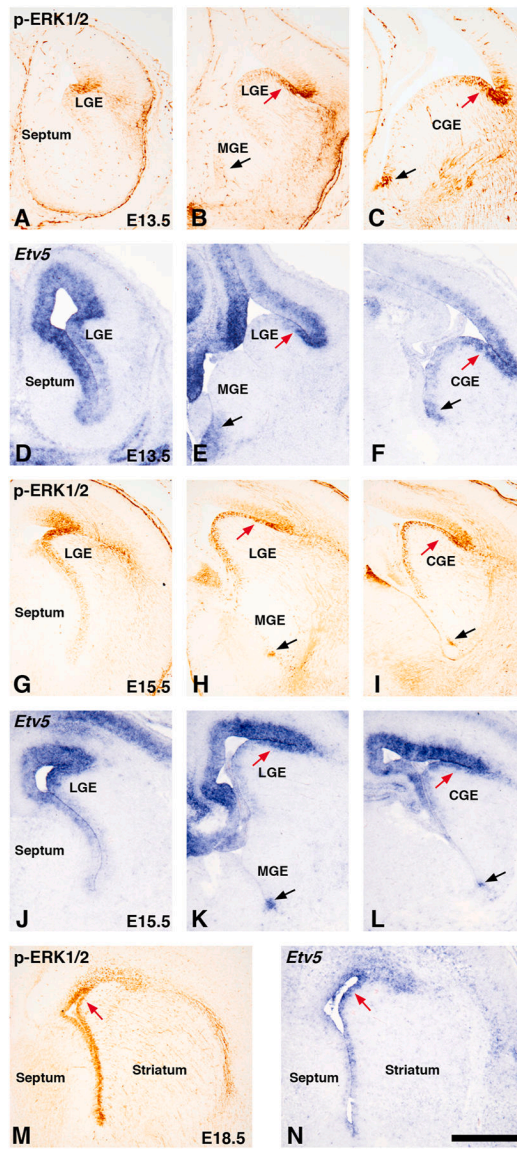 p-ERK1/2
LGE
Septum
A
E13.5
LGE
MGE
B
CGE
C
Etv5
LGE
Septum
D
E13.5
LGE
MGE
E
CGE
F
p-ERK1/2
LGE
Septum
G
E15.5
LGE
MGE
H
CGE
I
Etv5
LGE
Septum
J
E15.5
LGE
MGE
K
CGE
L
p-ERK1/2
Septum
Striatum
M
E18.5
Etv5
Septum
Striatum
N